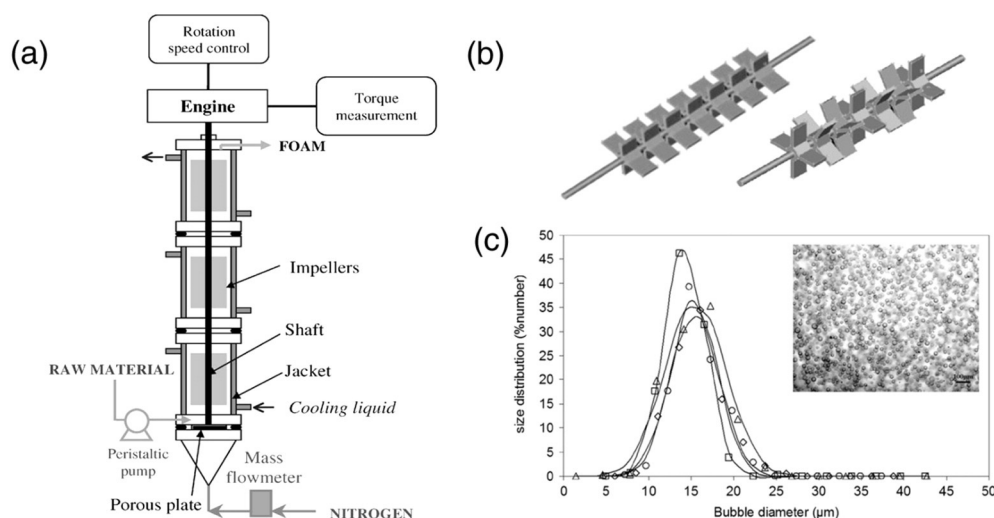 (a)
Rotation
speed control
Engine
Torque
measurement
FOAM
Impellers
Shaft
RAW MATERIAL
Jacket
Cooling liquid
Peristaltic
pump
Mass
flowmeter
Porous plate
NITROGEN
(b)
(c)
50
45
40
35
30
25
20
15
10
5
0
size distribution (%number)
0 5 10 15 20 25 30 35 40 45 50
Bubble diameter (µm)